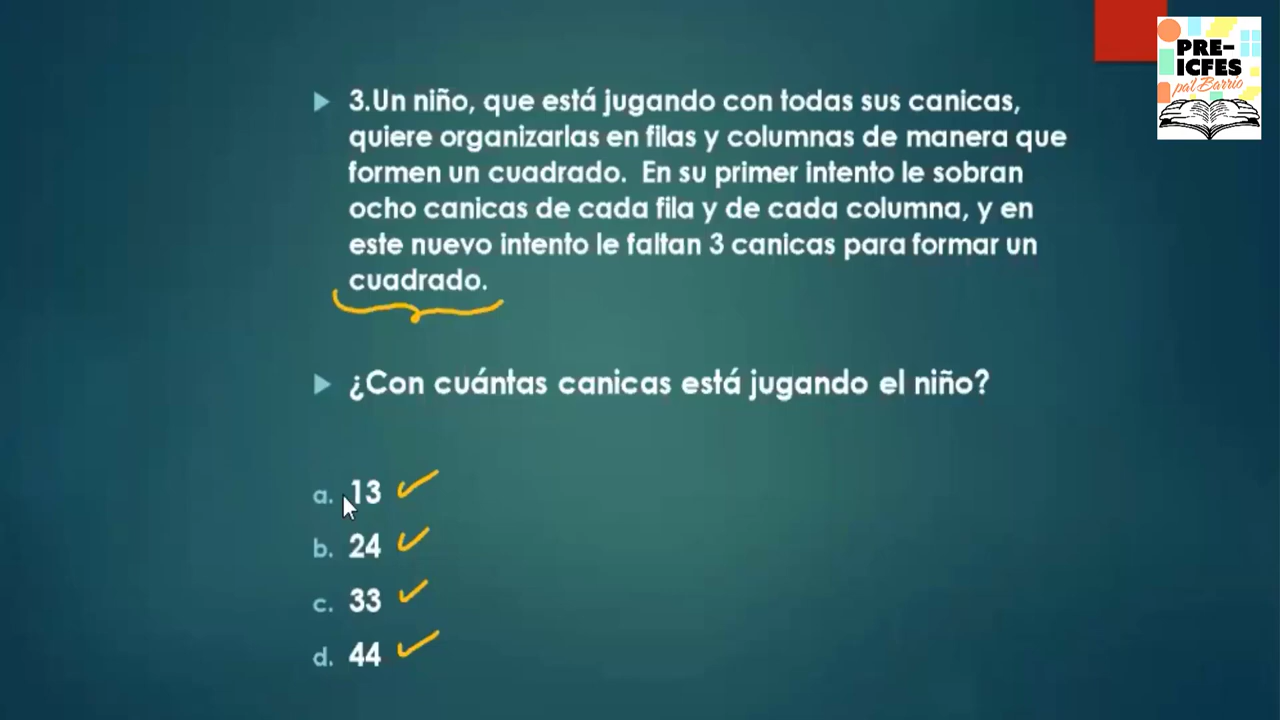 PRE-
ICFES
pa'l Barrio
3.Un niño, que está jugando con todas sus canicas,
quiere organizarlas en filas y columnas de manera que
formen un cuadrado. En su primer intento le sobran
ocho canicas de cada fila y de cada columna, y en
este nuevo intento le faltan 3 canicas para formar un
cuadrado.
¿Con cuántas canicas está jugando el niño?
a. 13
b. 24
c. 33
d. 44